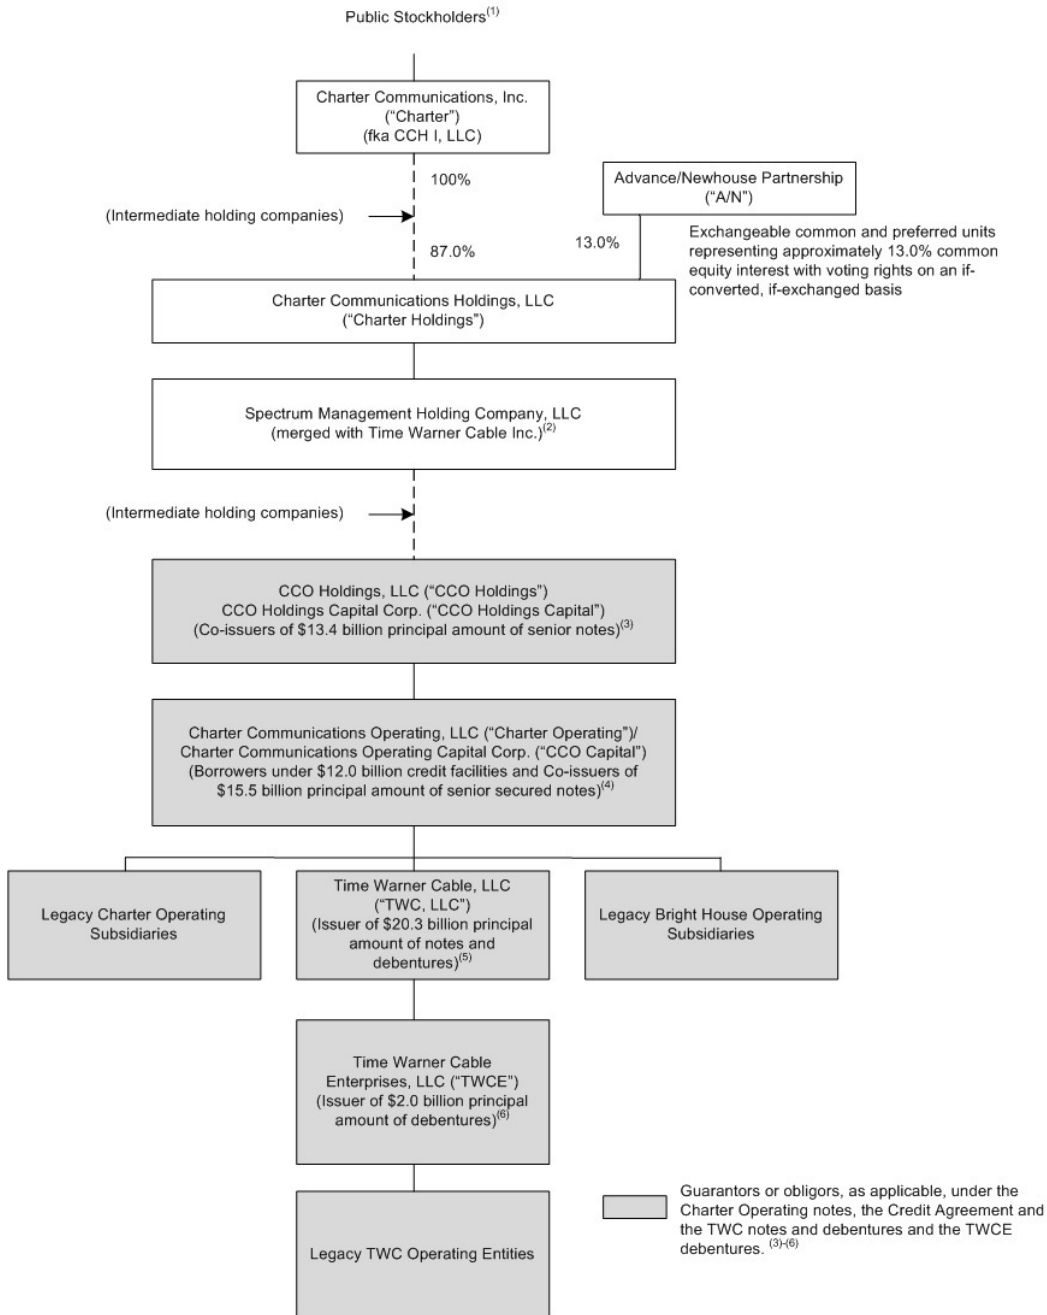 Public Stockholders(1)
Charter Communications, Inc.
(“Charter”)
(fka CCH I, LLC)
100%
Advance/Newhouse Partnership
(“A/N”)
(Intermediate holding companies)
87.0%
13.0%
Exchangeable common and preferred units
representing approximately 13.0% common
equity interest with voting rights on an if-
converted, if-exchanged basis
Charter Communications Holdings, LLC
(“Charter Holdings”)
Spectrum Management Holding Company, LLC
(merged with Time Warner Cable Inc.)(2)
(Intermediate holding companies)
CCO Holdings, LLC (“CCO Holdings”)
CCO Holdings Capital Corp. (“CCO Holdings Capital”)
(Co-issuers of $13.4 billion principal amount of senior notes)(3)
Charter Communications Operating, LLC (“Charter Operating”)/
Charter Communications Operating Capital Corp. (“CCO Capital”)
(Borrowers under $12.0 billion credit facilities and Co-issuers of
$15.5 billion principal amount of senior secured notes)(4)
Legacy Charter Operating
Subsidiaries
Time Warner Cable, LLC
(“TWC, LLC”)
(Issuer of $20.3 billion principal
amount of notes and
debentures)(5)
Legacy Bright House Operating
Subsidiaries
Time Warner Cable
Enterprises, LLC (“TWCE”)
(Issuer of $2.0 billion principal
amount of debentures)(6)
Legacy TWC Operating Entities
Guarantors or obligors, as applicable, under the
Charter Operating notes, the Credit Agreement and
the TWC notes and debentures and the TWCE
debentures. (3)-(6)